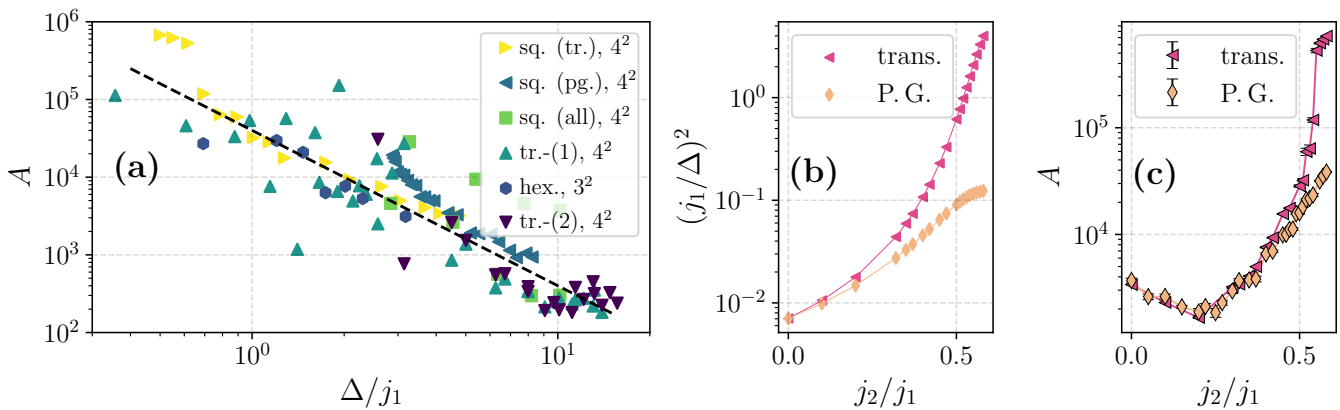 10^6
10^5
10^4
10^3
10^2
A
(a)
sq. (tr.), 4^2
sq. (pg.), 4^2
sq. (all), 4^2
tr.-(1), 4^2
hex., 3^2
tr.-(2), 4^2
10^0
10^1
Δ/j_1
10^0
10^-1
10^-2
(j_1/Δ)^2
trans.
P. G.
(b)
0.0
0.5
j_2/j_1
A
10^5
10^4
trans.
P. G.
(c)
0.0
0.5
j_2/j_1